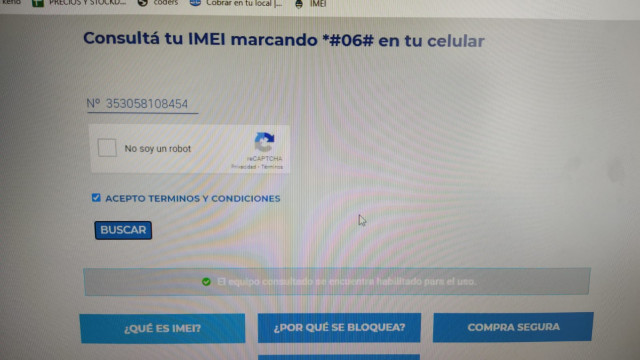 keno PRECIOS Y STOCKD... coders Cobrar en tu local |... IMEI
Consultá tu IMEI marcando *#06# en tu celular
Nº 353058108454
No soy un robot
reCAPTCHA
Privacidad - Términos
ACEPTO TERMINOS Y CONDICIONES
BUSCAR
El equipo consultado se encuentra habilitado para el uso.
¿QUÉ ES IMEI? ¿POR QUÉ SE BLOQUEA? COMPRA SEGURA